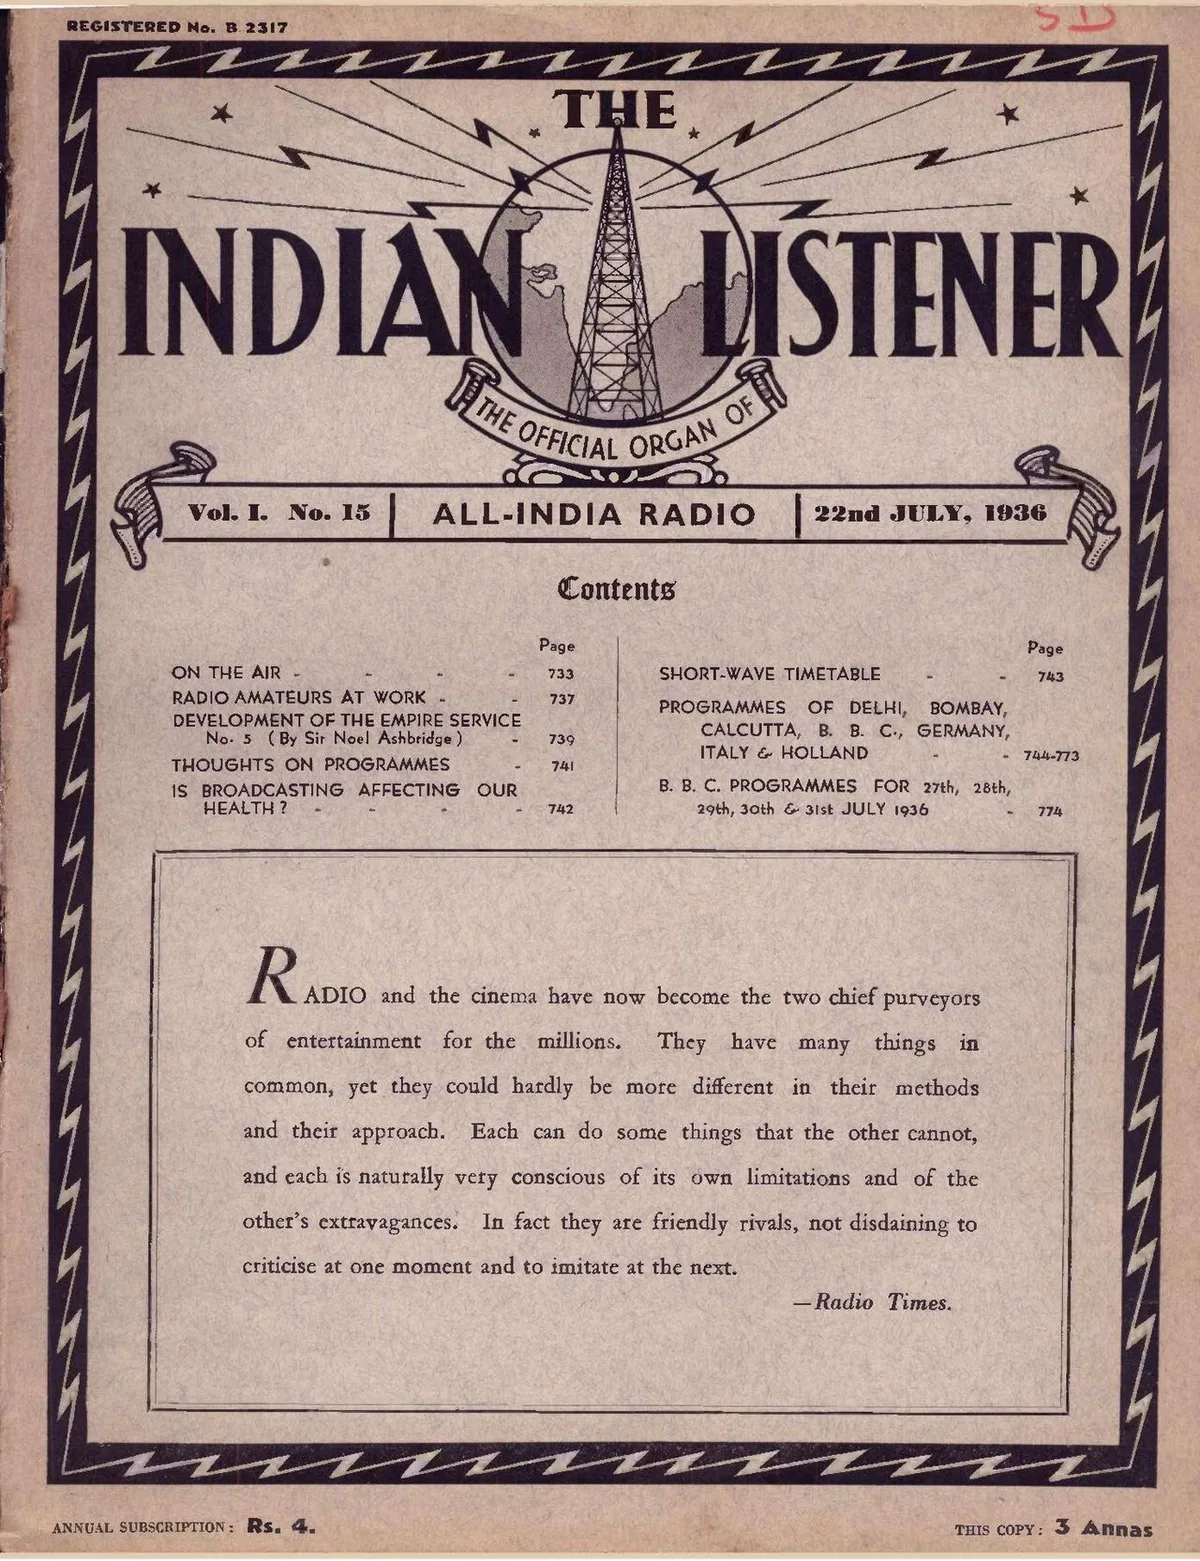 REGISTERED No. B 2317
SD
THE
INDIAN LISTENER
THE OFFICIAL ORGAN OF
Vol. I. No. 15 | ALL-INDIA RADIO | 22nd JULY, 1936
Contents
Page
ON THE AIR - - - - 733
RADIO AMATEURS AT WORK - - 737
DEVELOPMENT OF THE EMPIRE SERVICE
No. 5 (By Sir Noel Ashbridge) - 739
THOUGHTS ON PROGRAMMES - 741
IS BROADCASTING AFFECTING OUR
HEALTH? - - - - 742
Page
SHORT-WAVE TIMETABLE - - 743
PROGRAMMES OF DELHI, BOMBAY,
CALCUTTA, B. B. C., GERMANY,
ITALY & HOLLAND - - 744-773
B. B. C. PROGRAMMES FOR 27th, 28th,
29th, 30th & 31st JULY 1936 - 774
RADIO and the cinema have now become the two chief purveyors
of entertainment for the millions. They have many things in
common, yet they could hardly be more different in their methods
and their approach. Each can do some things that the other cannot,
and each is naturally very conscious of its own limitations and of the
other's extravagances. In fact they are friendly rivals, not disdaining to
criticise at one moment and to imitate at the next.
—Radio Times.
ANNUAL SUBSCRIPTION: Rs. 4.
THIS COPY: 3 Annas